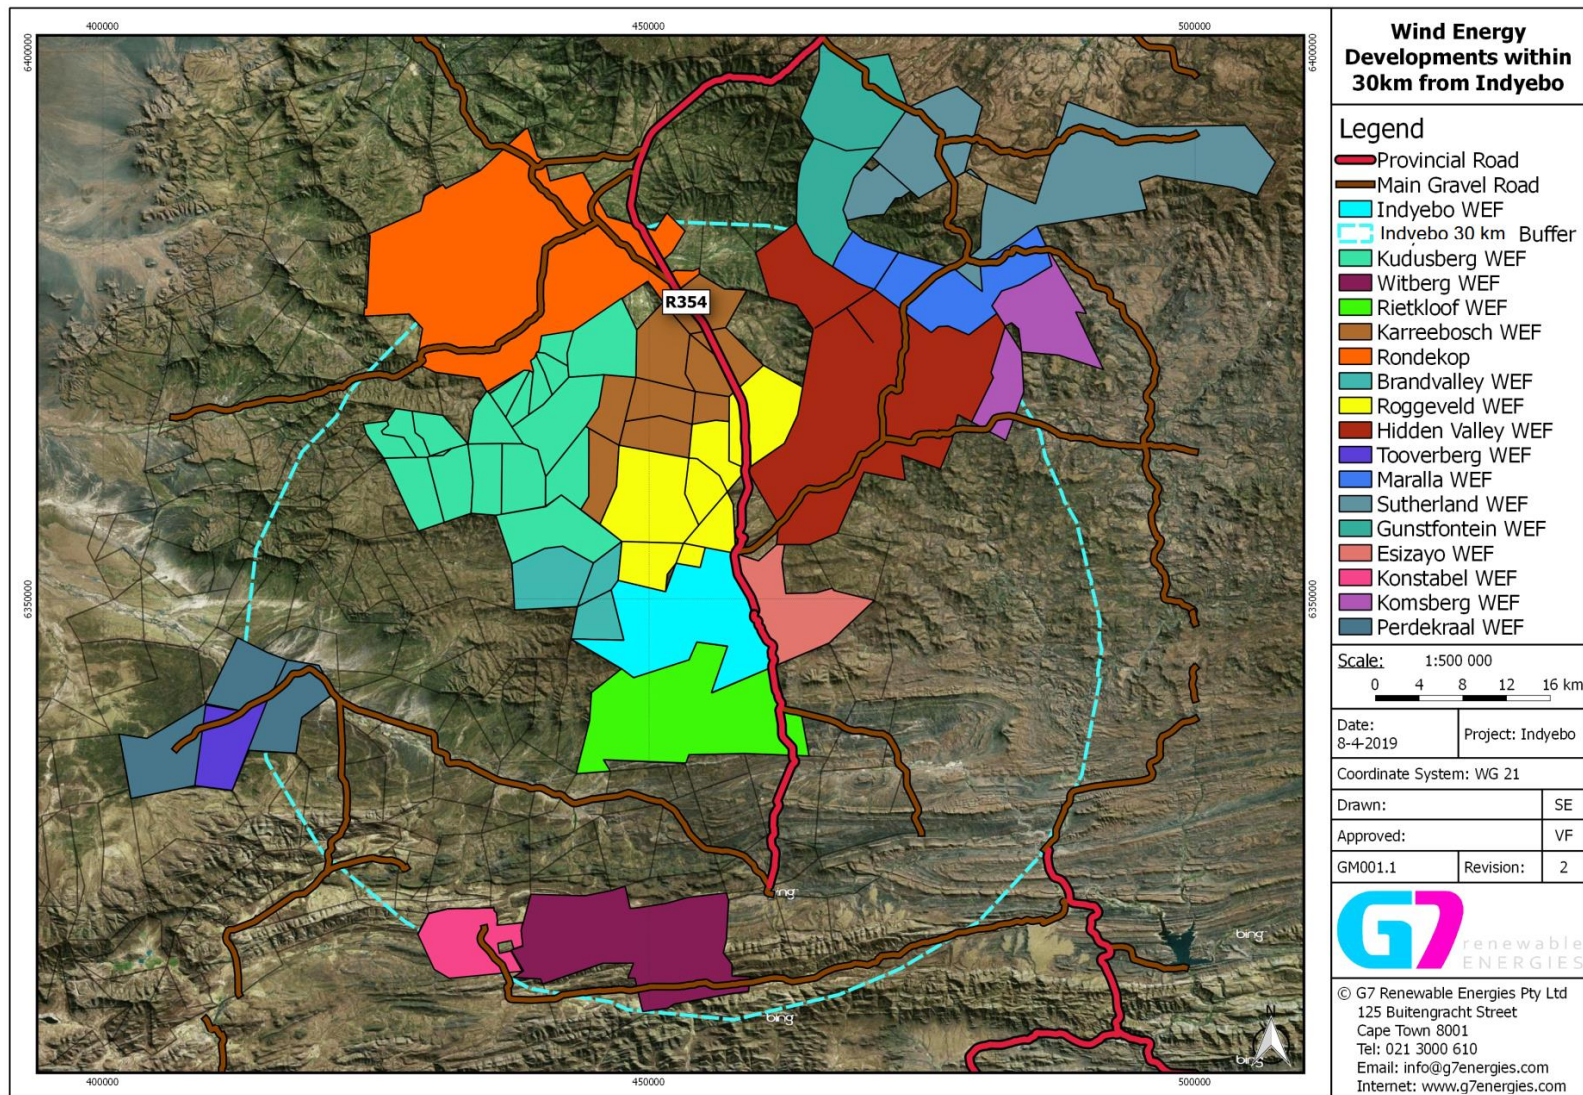 400000
450000
500000
6400000
6400000
R354
6350000
6350000
ng
bing
bing
bing
N
400000
450000
500000
Wind Energy
Developments within
30km from Indyebo
Legend
Provincial Road
Main Gravel Road
Indyebo WEF
Indyebo 30 km Buffer
Kudusberg WEF
Witberg WEF
Rietkloof WEF
Karreebosch WEF
Rondekop
Brandvalley WEF
Roggeveld WEF
Hidden Valley WEF
Tooverberg WEF
Maralla WEF
Sutherland WEF
Gunstfontein WEF
Esizayo WEF
Konstabel WEF
Komsberg WEF
Perdekraal WEF
Scale: 1:500 000
0 4 8 12 16 km
Date:
8-4-2019
Project: Indyebo
Coordinate System: WG 21
Drawn: SE
Approved: VF
GM001.1 Revision: 2
G7
renewable
ENERGIES
© G7 Renewable Energies Pty Ltd
125 Buitengracht Street
Cape Town 8001
Tel: 021 3000 610
Email: info@g7energies.com
Internet: www.g7energies.com